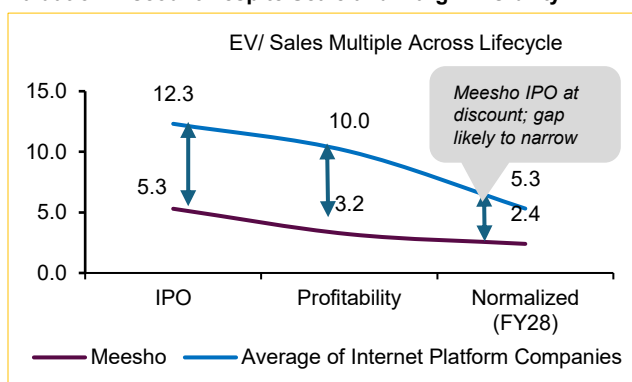 EV/ Sales Multiple Across Lifecycle
Meesho IPO at
discount; gap
likely to narrow
15.0
12.3
10.0
10.0
5.3
5.3
5.0
3.2
2.4
0.0
IPO
Profitability
Normalized
(FY28)
Meesho
Average of Internet Platform Companies